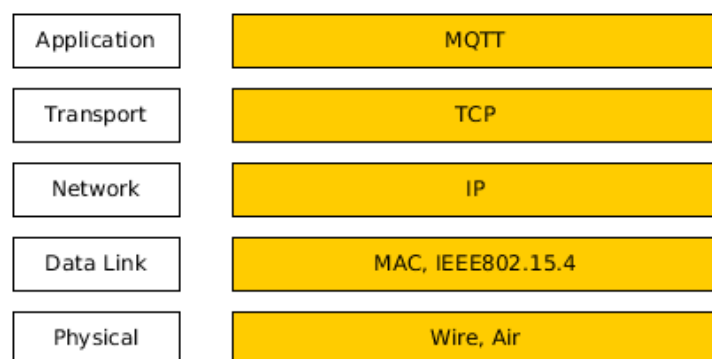 Application
MQTT
Transport
TCP
Network
IP
Data Link
MAC, IEEE802.15.4
Physical
Wire, Air